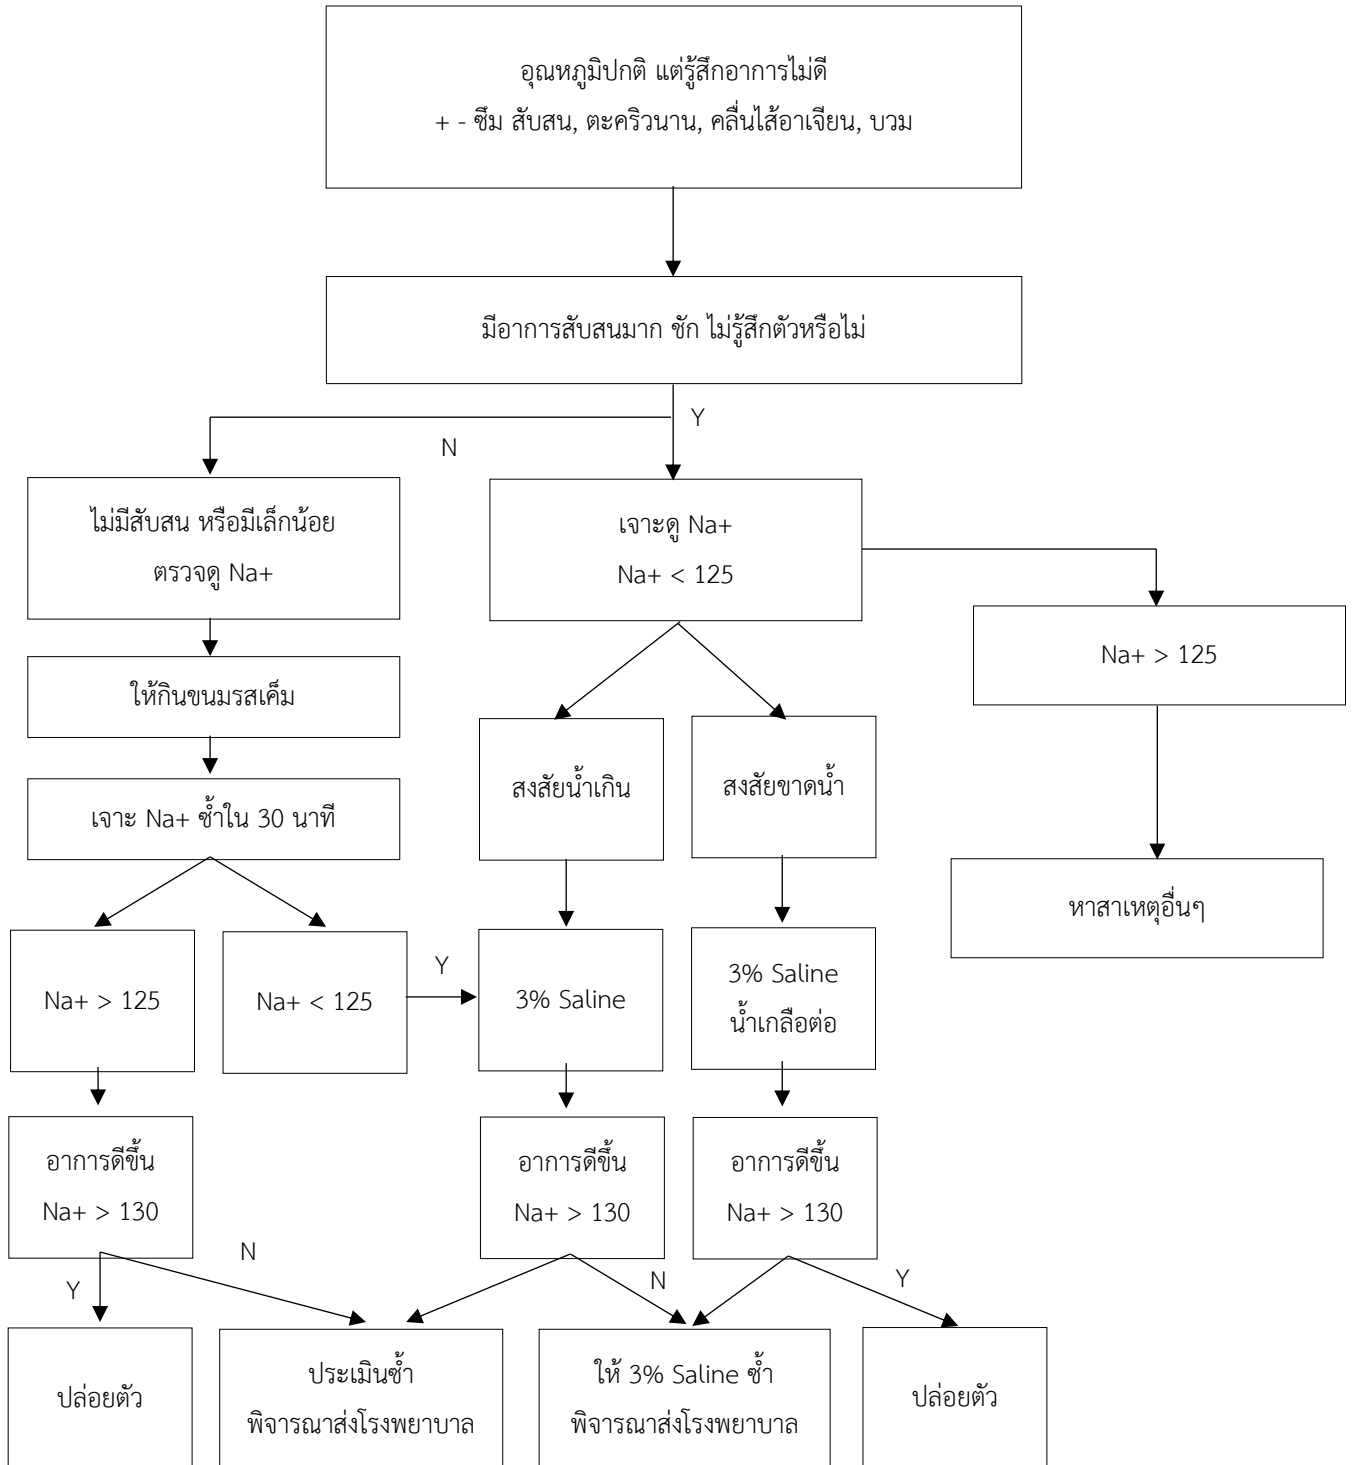 อุณหภูมิปกติ แต่รู้สึกอาการไม่ดี
+ - ซึม สับสน, ตะคริวนาน, คลื่นไส้อาเจียน, บวม
มีอาการสับสนมาก ชัก ไม่รู้สึกตัวหรือไม่
Y
N
ไม่มีสับสน หรือมีเล็กน้อย
ตรวจดู Na+
เจาะดู Na+
Na+ < 125
Na+ > 125
ให้กินขนมรสเค็ม
สงสัยน้ำเกิน
สงสัยขาดน้ำ
เจาะ Na+ ซ้ำใน 30 นาที
หาสาเหตุอื่นๆ
Na+ > 125
Na+ < 125
Y
3% Saline
3% Saline
น้ำเกลือต่อ
อาการดีขึ้น
Na+ > 130
อาการดีขึ้น
Na+ > 130
อาการดีขึ้น
Na+ > 130
Y
N
N
Y
ปล่อยตัว
ประเมินซ้ำ
พิจารณาส่งโรงพยาบาล
ให้ 3% Saline ซ้ำ
พิจารณาส่งโรงพยาบาล
ปล่อยตัว